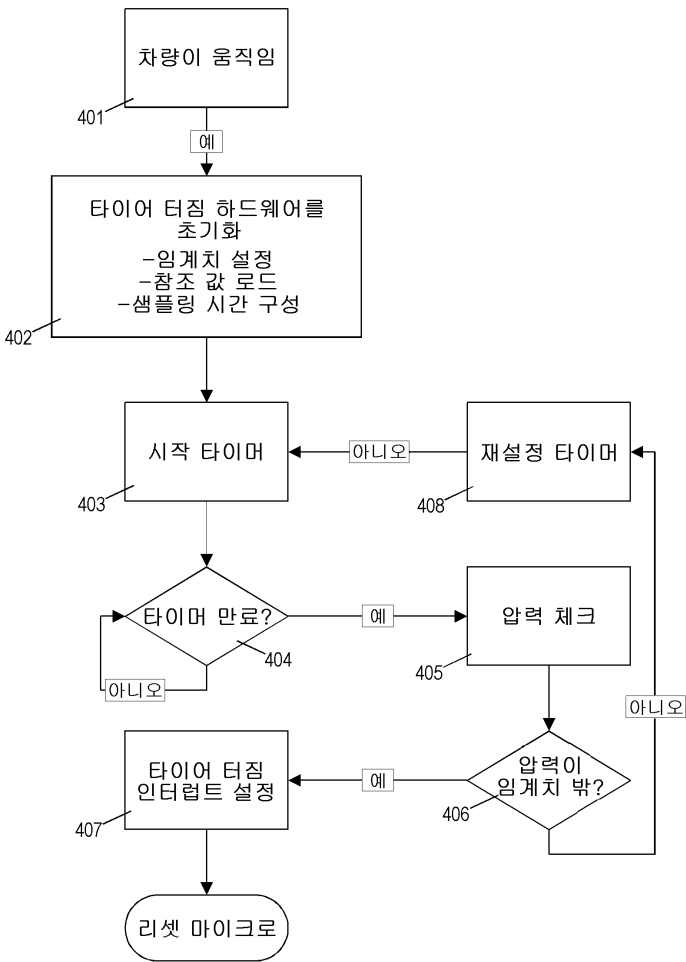 차량이 움직임
401
예
타이어 터짐 하드웨어를
초기화
-임계치 설정
-참조 값 로드
-샘플링 시간 구성
402
시작 타이머
403
아니오
재설정 타이머
408
타이머 만료?
404
아니오
예
압력 체크
405
아니오
압력이
임계치 밖?
406
예
타이어 터짐
인터럽트 설정
407
리셋 마이크로